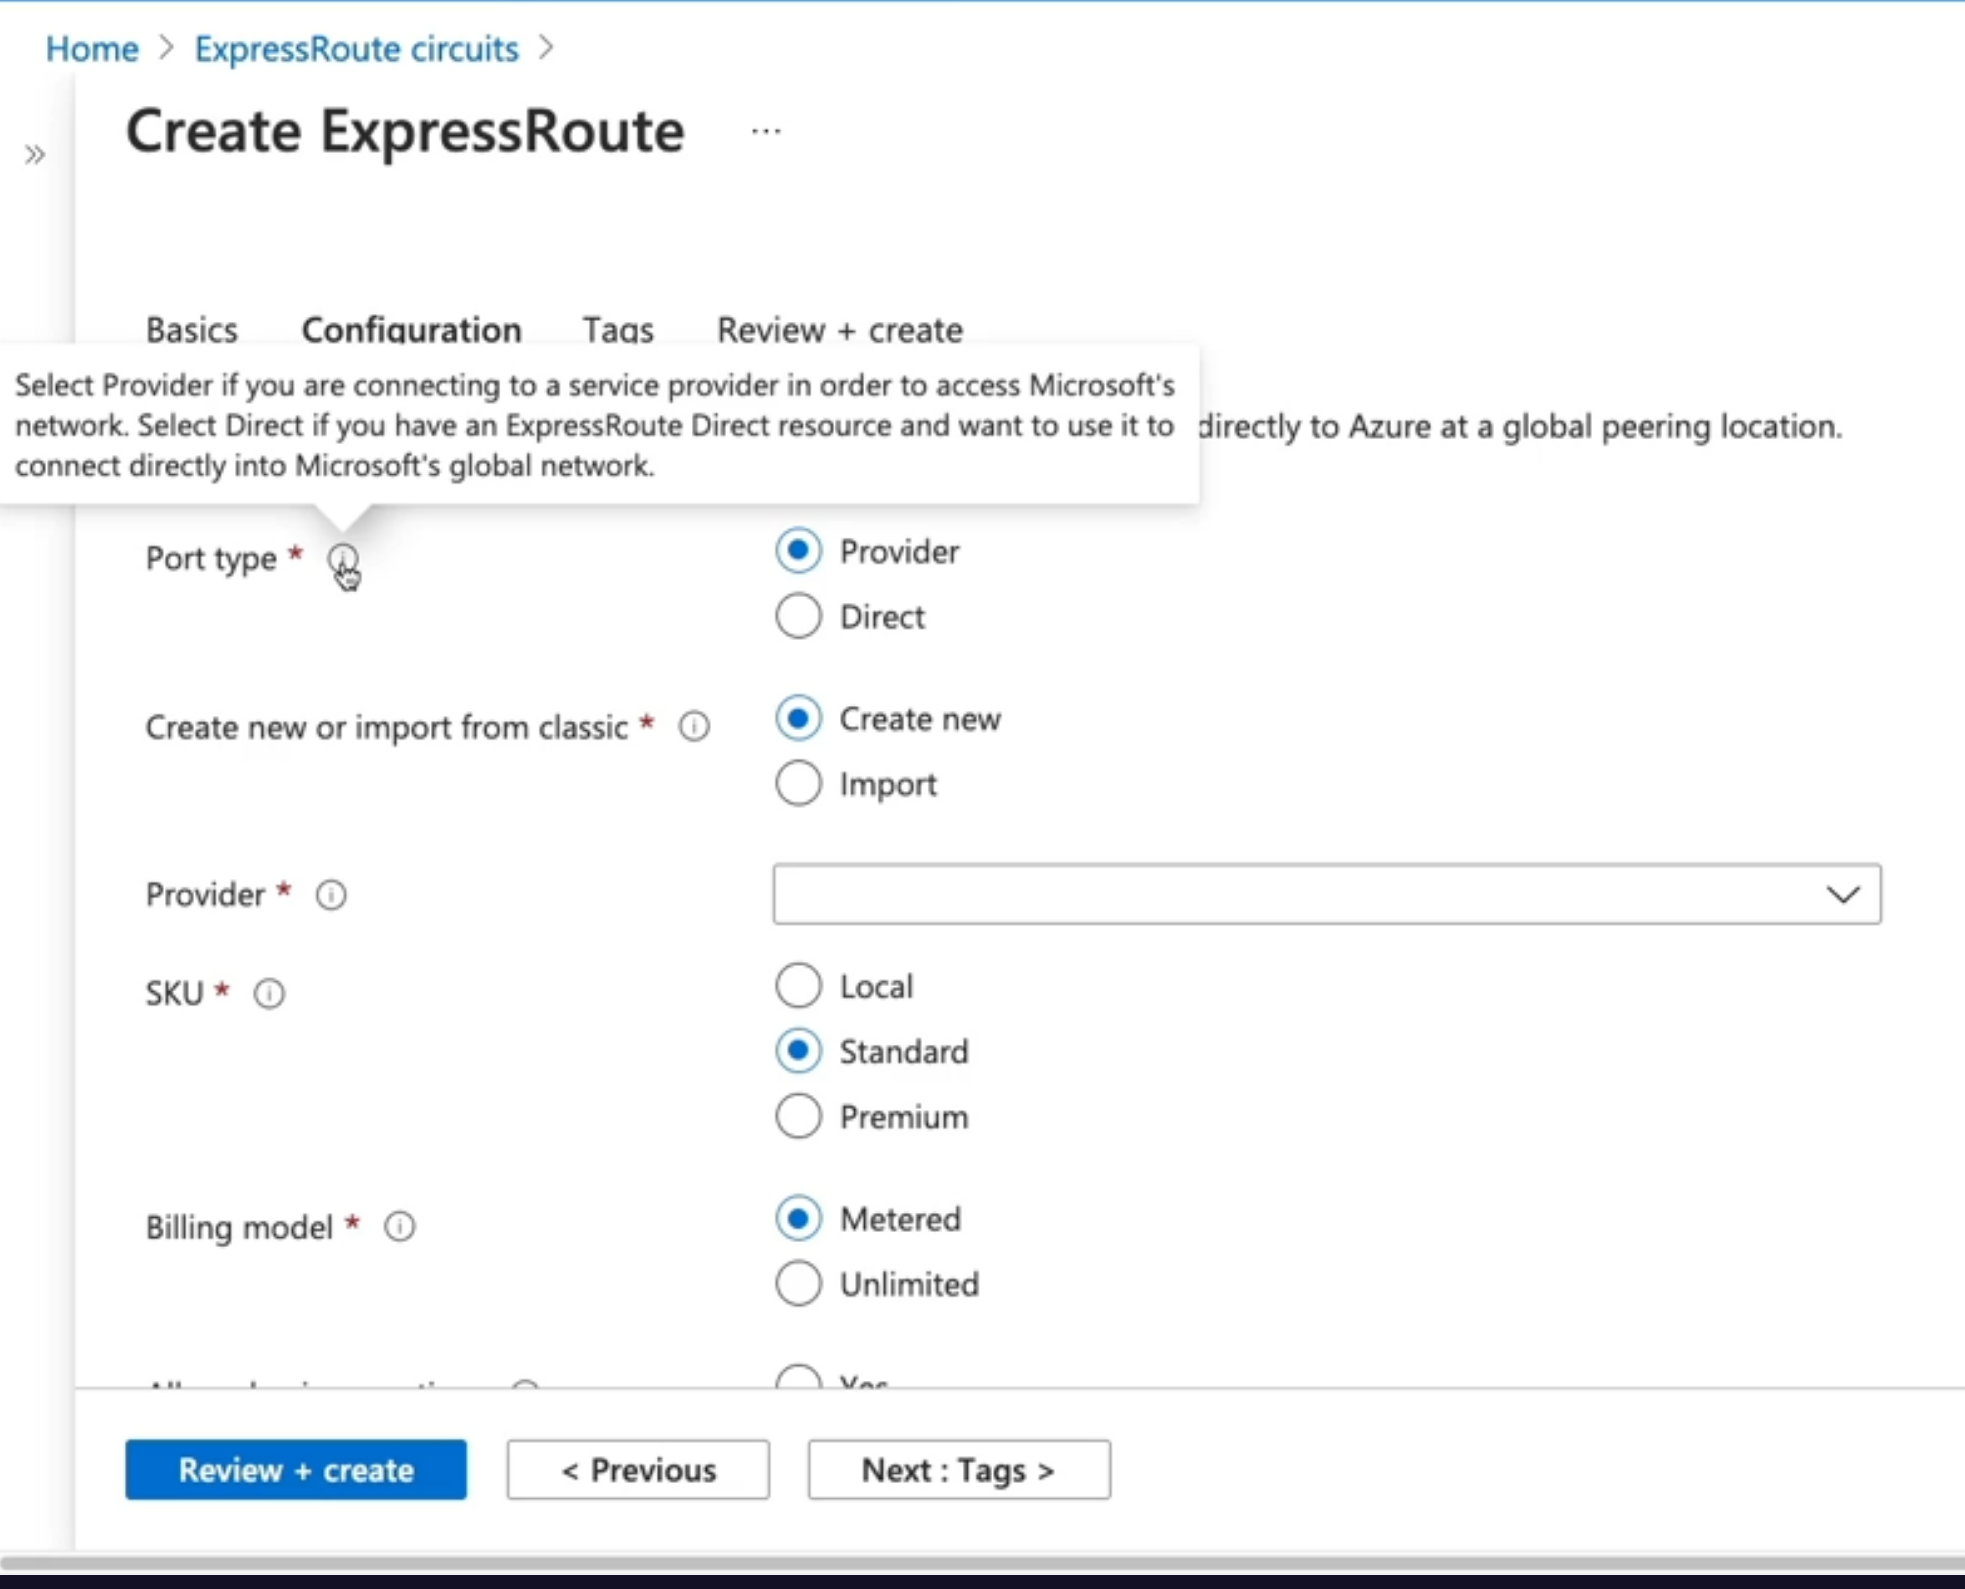 Home > ExpressRoute circuits >
Create ExpressRoute ...
»
Basics Configuration Tags Review + create
Select Provider if you are connecting to a service provider in order to access Microsoft's
network. Select Direct if you have an ExpressRoute Direct resource and want to use it to
connect directly into Microsoft's global network.
directly to Azure at a global peering location.
Port type *
Provider
Direct
Create new or import from classic *
Create new
Import
Provider *
SKU *
Local
Standard
Premium
Billing model *
Metered
Unlimited
Yes
Review + create
< Previous
Next : Tags >